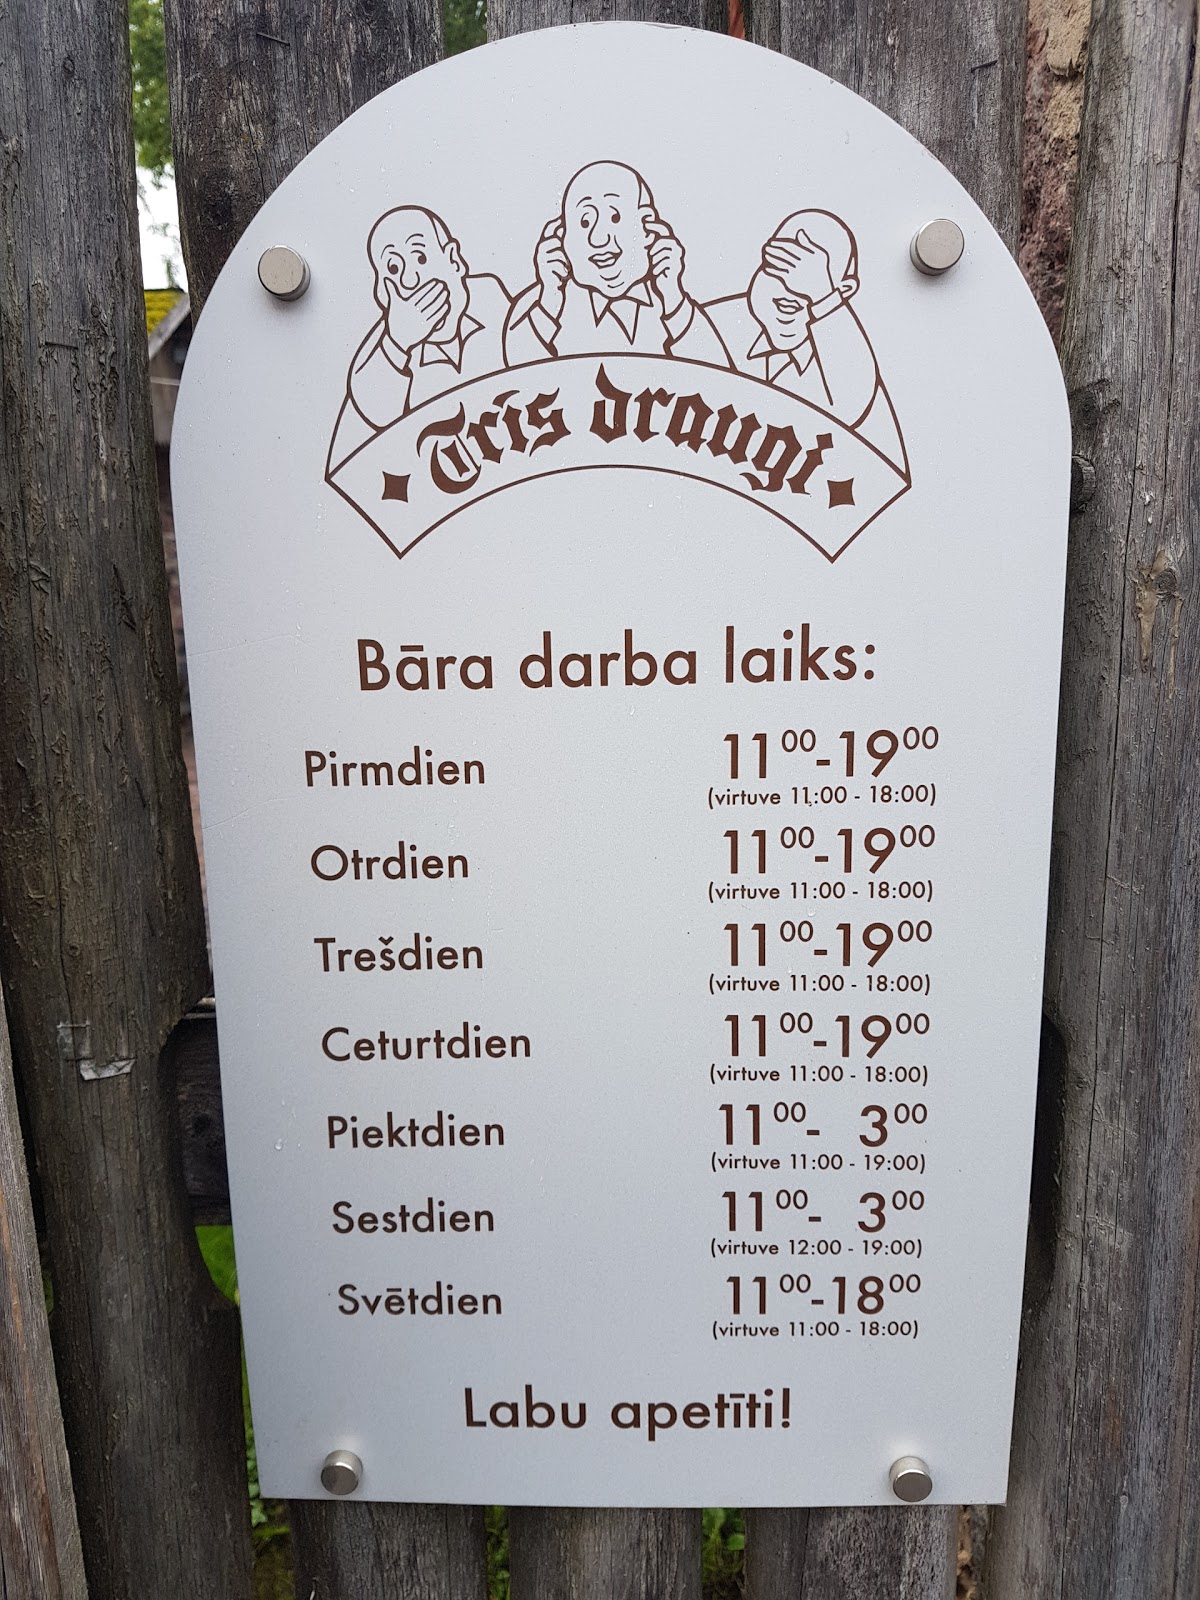 Trīs draugi
Bāra darba laiks:
Pirmdien 11⁰⁰-19⁰⁰
(virtuve 11:00 - 18:00)
Otrdien 11⁰⁰-19⁰⁰
(virtuve 11:00 - 18:00)
Trešdien 11⁰⁰-19⁰⁰
(virtuve 11:00 - 18:00)
Ceturtdien 11⁰⁰-19⁰⁰
(virtuve 11:00 - 18:00)
Piektdien 11⁰⁰- 3⁰⁰
(virtuve 11:00 - 19:00)
Sestdien 11⁰⁰- 3⁰⁰
(virtuve 12:00 - 19:00)
Svētdien 11⁰⁰-18⁰⁰
(virtuve 11:00 - 18:00)
Labu apetīti!